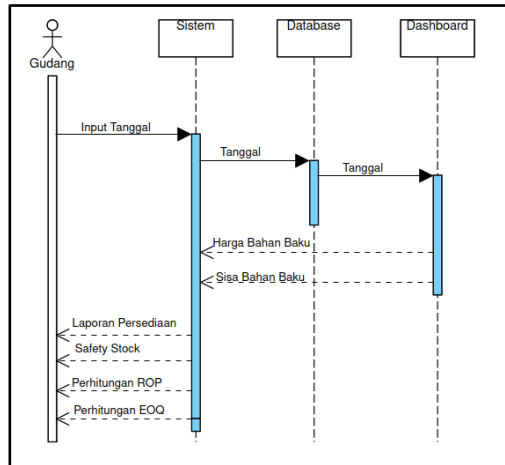 Sistem
Database
Dashboard
Gudang
Input Tanggal
Tanggal
Tanggal
Harga Bahan Baku
Sisa Bahan Baku
Laporan Persediaan
Safety Stock
Perhitungan ROP
Perhitungan EOQ